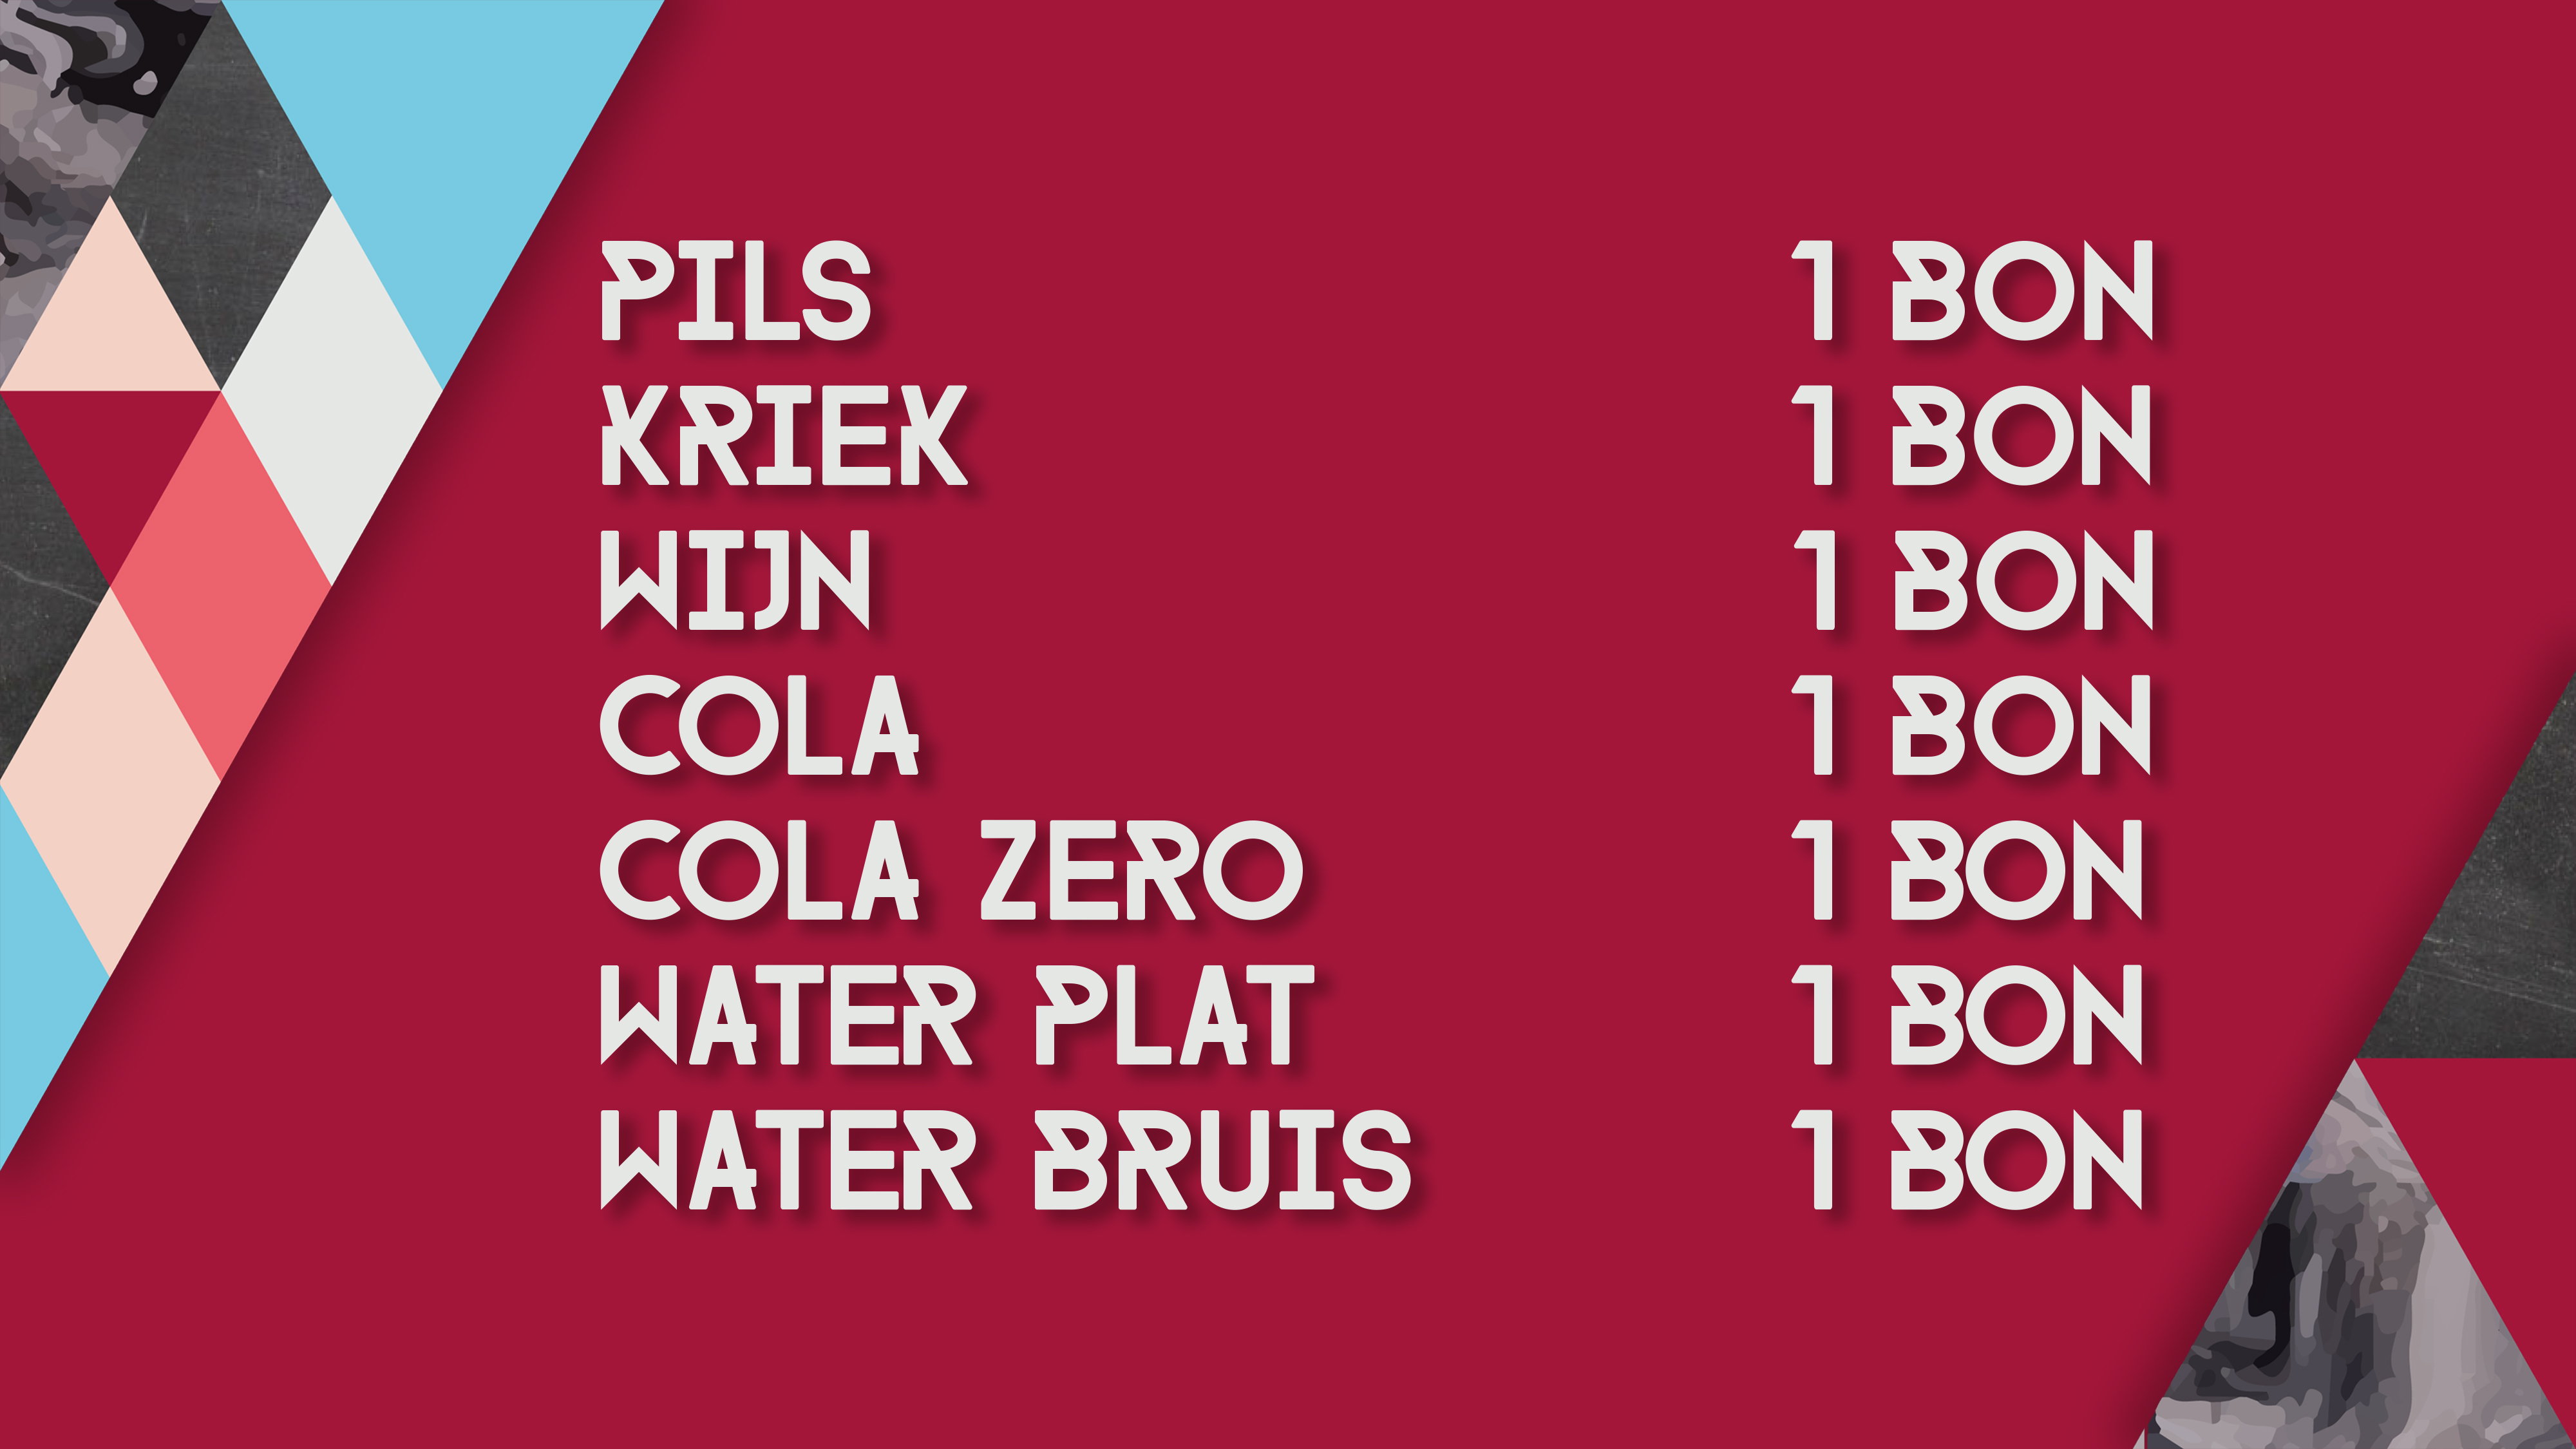 PILS 1 BON
KRIEK 1 BON
WIJN 1 BON
COLA 1 BON
COLA ZERO 1 BON
WATER PLAT 1 BON
WATER BRUIS 1 BON